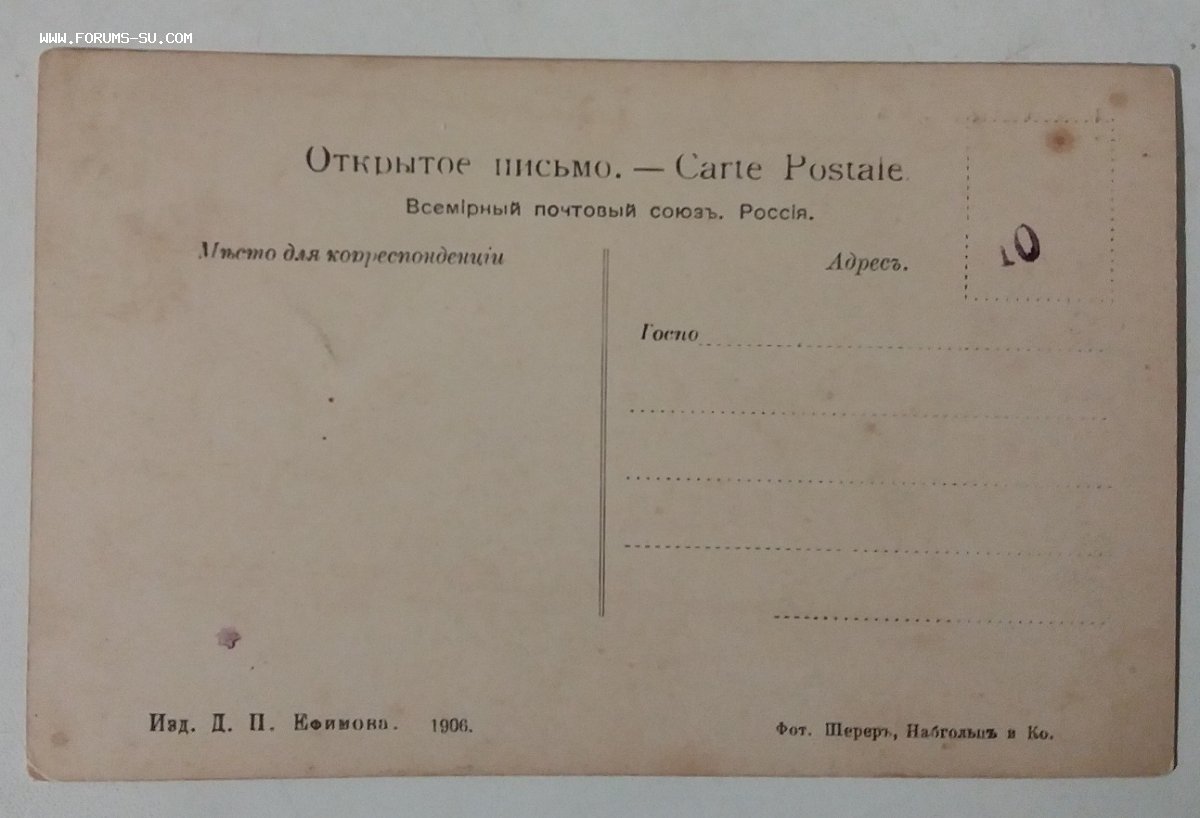 WWW.FORUMS-SU.COM
Открытое письмо. — Carte Postale.
Всемірный почтовый союзъ. Россія.
Мѣсто для корреспонденціи
Адресъ.
10
Госпо
Изд. Д. П. Ефимова. 1906.
Фот. Шереръ, Набгольцъ и Ко.